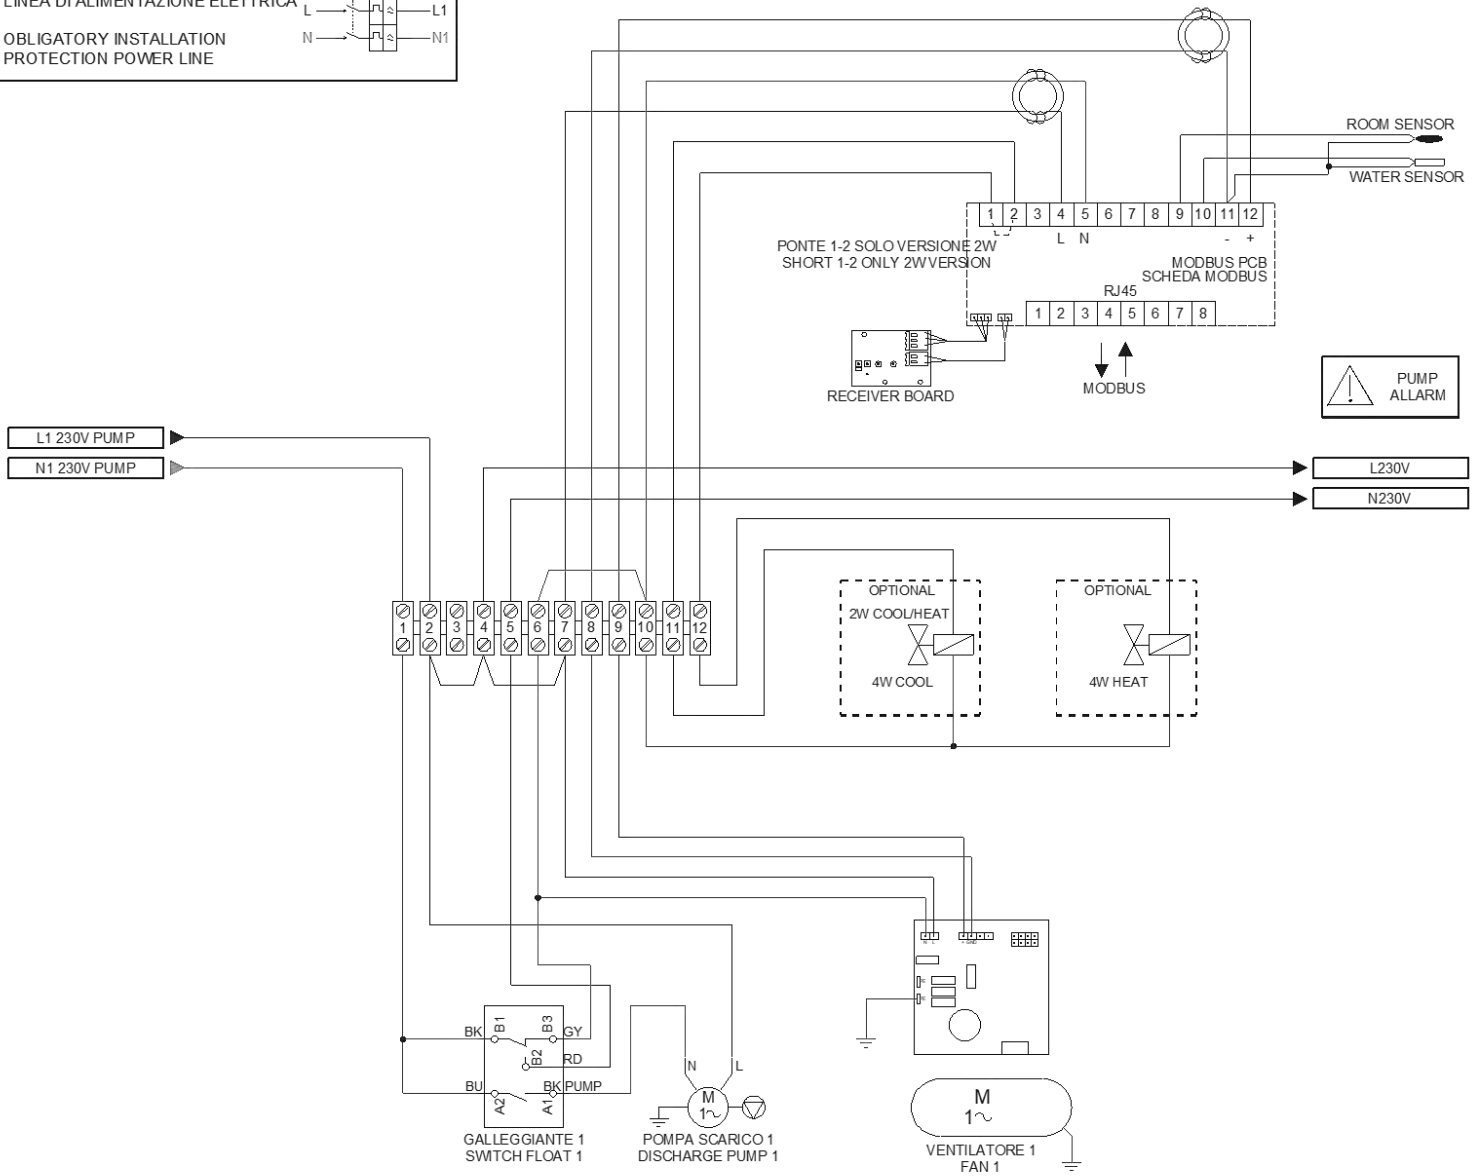 LINEA DI ALIMENTAZIONE ELETTRICA
L L1
OBLIGATORY INSTALLATION
PROTECTION POWER LINE
N N1
ROOM SENSOR
WATER SENSOR
1 2 3 4 5 6 7 8 9 10 11 12
L N - +
PONTE 1-2 SOLO VERSIONE 2W
SHORT 1-2 ONLY 2W VERSION
MODBUS PCB
SCHEDA MODBUS
RJ45
1 2 3 4 5 6 7 8
MODBUS
RECEIVER BOARD
PUMP
ALLARM
L1 230V PUMP
N1 230V PUMP
L230V
N230V
1 2 3 4 5 6 7 8 9 10 11 12
OPTIONAL
2W COOL/HEAT
4W COOL
OPTIONAL
4W HEAT
N L + GND
BK B1 B3 GY
B2 RD
BU A2 A1 BK PUMP
GALLEGGIANTE 1
SWITCH FLOAT 1
N L
M
1~
POMPA SCARICO 1
DISCHARGE PUMP 1
M
1~
VENTILATORE 1
FAN 1